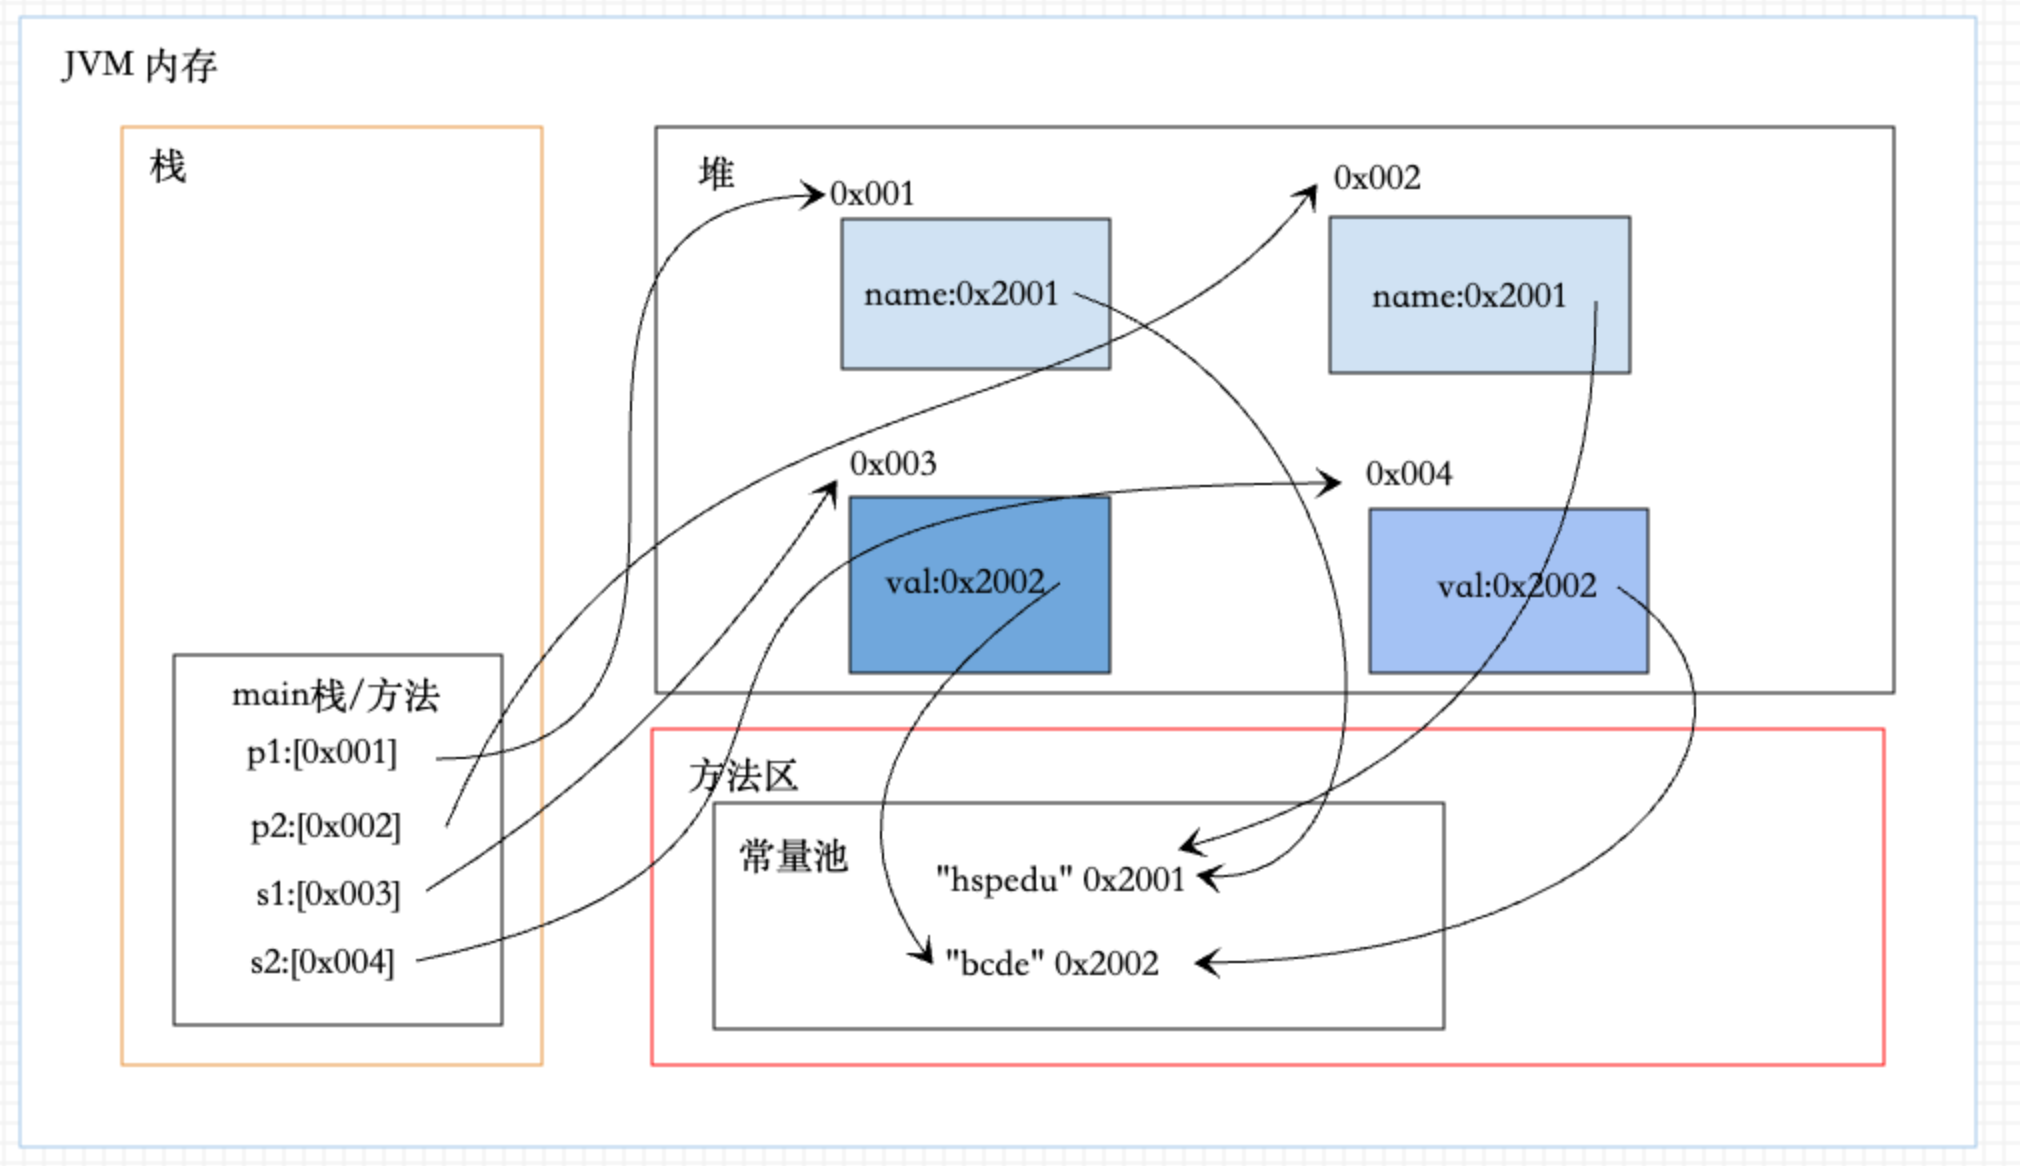 JVM 内存
栈
main栈/方法
p1:[0x001]
p2:[0x002]
s1:[0x003]
s2:[0x004]
堆
0x001
name:0x2001
0x002
name:0x2001
0x003
val:0x2002
0x004
val:0x2002
方法区
常量池
"hspedu" 0x2001
"bcde" 0x2002